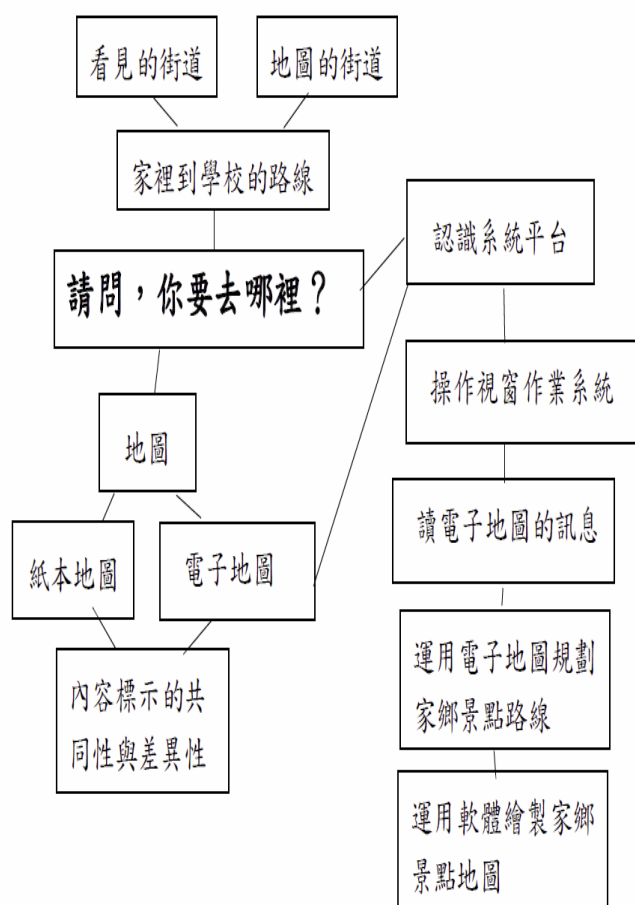 看見的街道
地圖的街道
家裡到學校的路線
請問，你要去哪裡？
地圖
紙本地圖
電子地圖
內容標示的共
同性與差異性
認識系統平台
操作視窗作業系統
讀電子地圖的訊息
運用電子地圖規劃
家鄉景點路線
運用軟體繪製家鄉
景點地圖